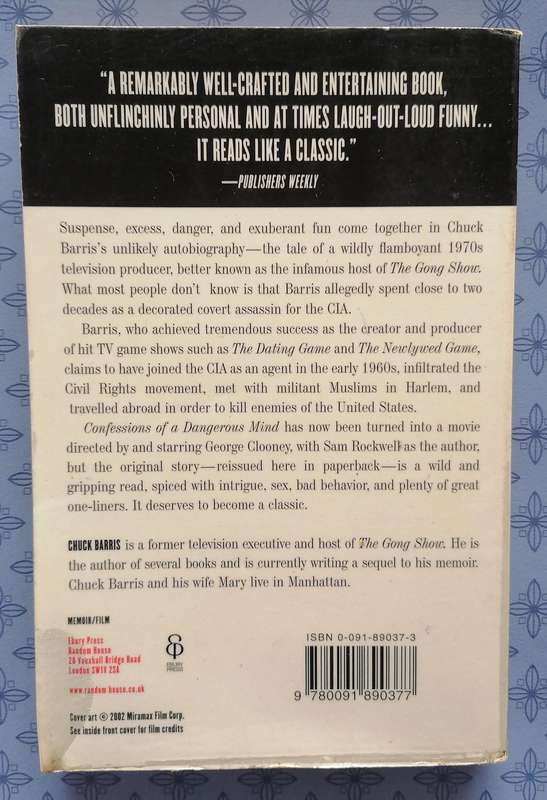 “A REMARKABLY WELL-CRAFTED AND ENTERTAINING BOOK,
BOTH UNFLINCHINLY PERSONAL AND AT TIMES LAUGH-OUT-LOUD FUNNY...
IT READS LIKE A CLASSIC.”
—PUBLISHERS WEEKLY
Suspense, excess, danger, and exuberant fun come together in Chuck
Barris's unlikely autobiography—the tale of a wildly flamboyant 1970s
television producer, better known as the infamous host of The Gong Show.
What most people don't know is that Barris allegedly spent close to two
decades as a decorated covert assassin for the CIA.
Barris, who achieved tremendous success as the creator and producer
of hit TV game shows such as The Dating Game and The Newlywed Game,
claims to have joined the CIA as an agent in the early 1960s, infiltrated the
Civil Rights movement, met with militant Muslims in Harlem, and
travelled abroad in order to kill enemies of the United States.
Confessions of a Dangerous Mind has now been turned into a movie
directed by and starring George Clooney, with Sam Rockwell as the author,
but the original story—reissued here in paperback—is a wild and
gripping read, spiced with intrigue, sex, bad behavior, and plenty of great
one-liners. It deserves to become a classic.
CHUCK BARRIS is a former television executive and host of The Gong Show. He is
the author of several books and is currently writing a sequel to his memoir.
Chuck Barris and his wife Mary live in Manhattan.
MEMOIR/FILM
Ebury Press
Random House
20 Vauxhall Bridge Road
London SW1V 2SA
www.randomhouse.co.uk
EBURY
PRESS
ISBN 0-091-89037-3
9 780091 890377
Cover art © 2002 Miramax Film Corp.
See inside front cover for film credits